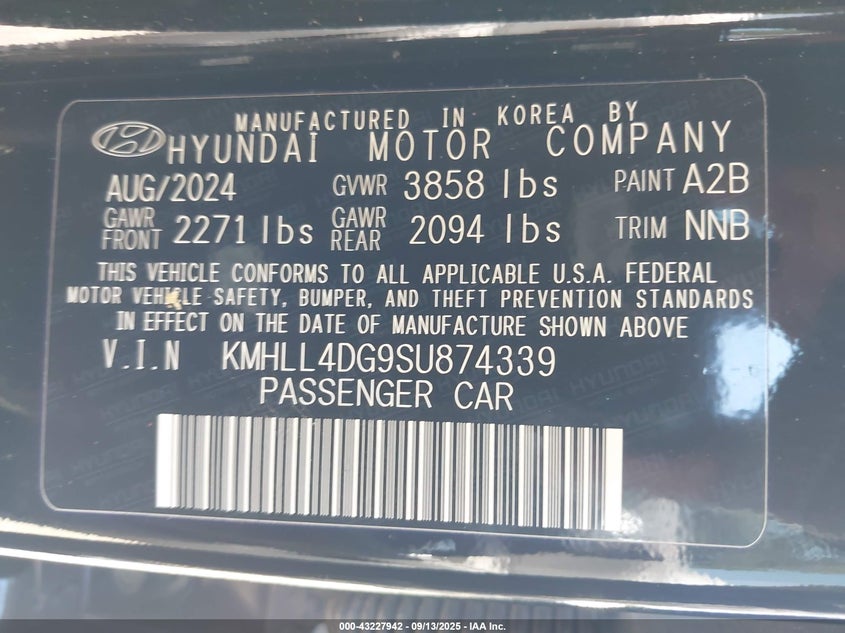 MANUFACTURED IN KOREA BY
HYUNDAI MOTOR COMPANY
AUG/2024 GVWR 3858 lbs PAINT A2B
GAWR FRONT 2271 lbs GAWR REAR 2094 lbs TRIM NNB
THIS VEHICLE CONFORMS TO ALL APPLICABLE U.S.A. FEDERAL
MOTOR VEHICLE SAFETY, BUMPER, AND THEFT PREVENTION STANDARDS
IN EFFECT ON THE DATE OF MANUFACTURE SHOWN ABOVE
V.I.N KMHLL4DG9SU874339
PASSENGER CAR
000-43227942 - 09/13/2025 - IAA Inc.